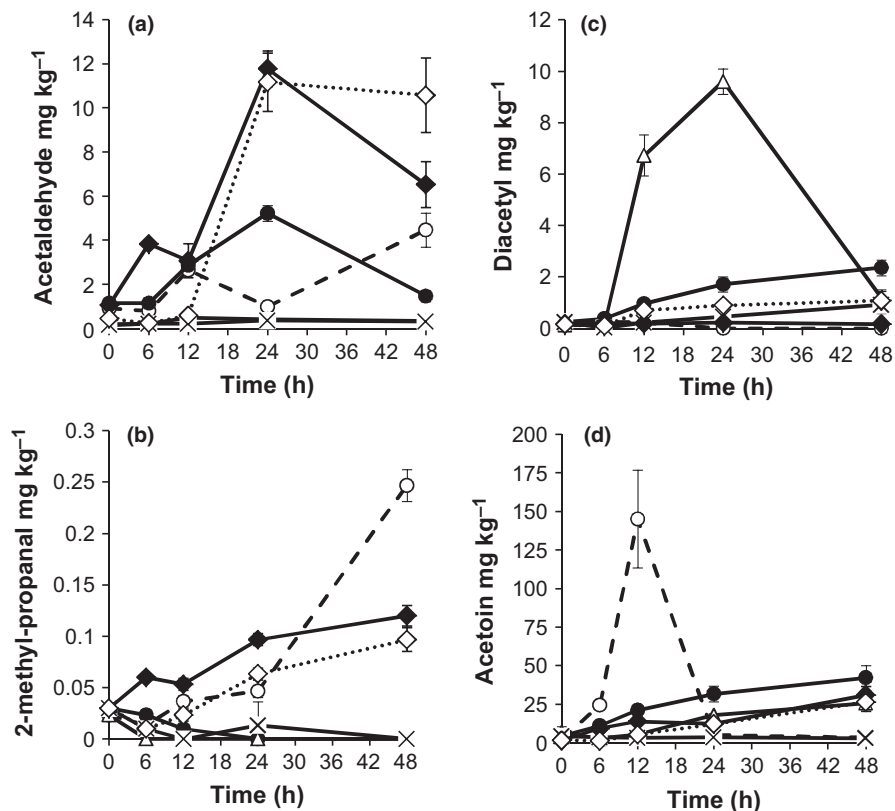 (a)
Acetaldehyde mg kg⁻¹
14
12
10
8
6
4
2
0
0 6 12 18 24 30 36 42 48
Time (h)
(c)
Diacetyl mg kg⁻¹
12
10
8
6
4
2
0
0 6 12 18 24 30 36 42 48
Time (h)
(b)
2-methyl-propanal mg kg⁻¹
0.3
0.25
0.2
0.15
0.1
0.05
0
0 6 12 18 24 30 36 42 48
Time (h)
(d)
Acetoin mg kg⁻¹
200
175
150
125
100
75
50
25
0
0 6 12 18 24 30 36 42 48
Time (h)